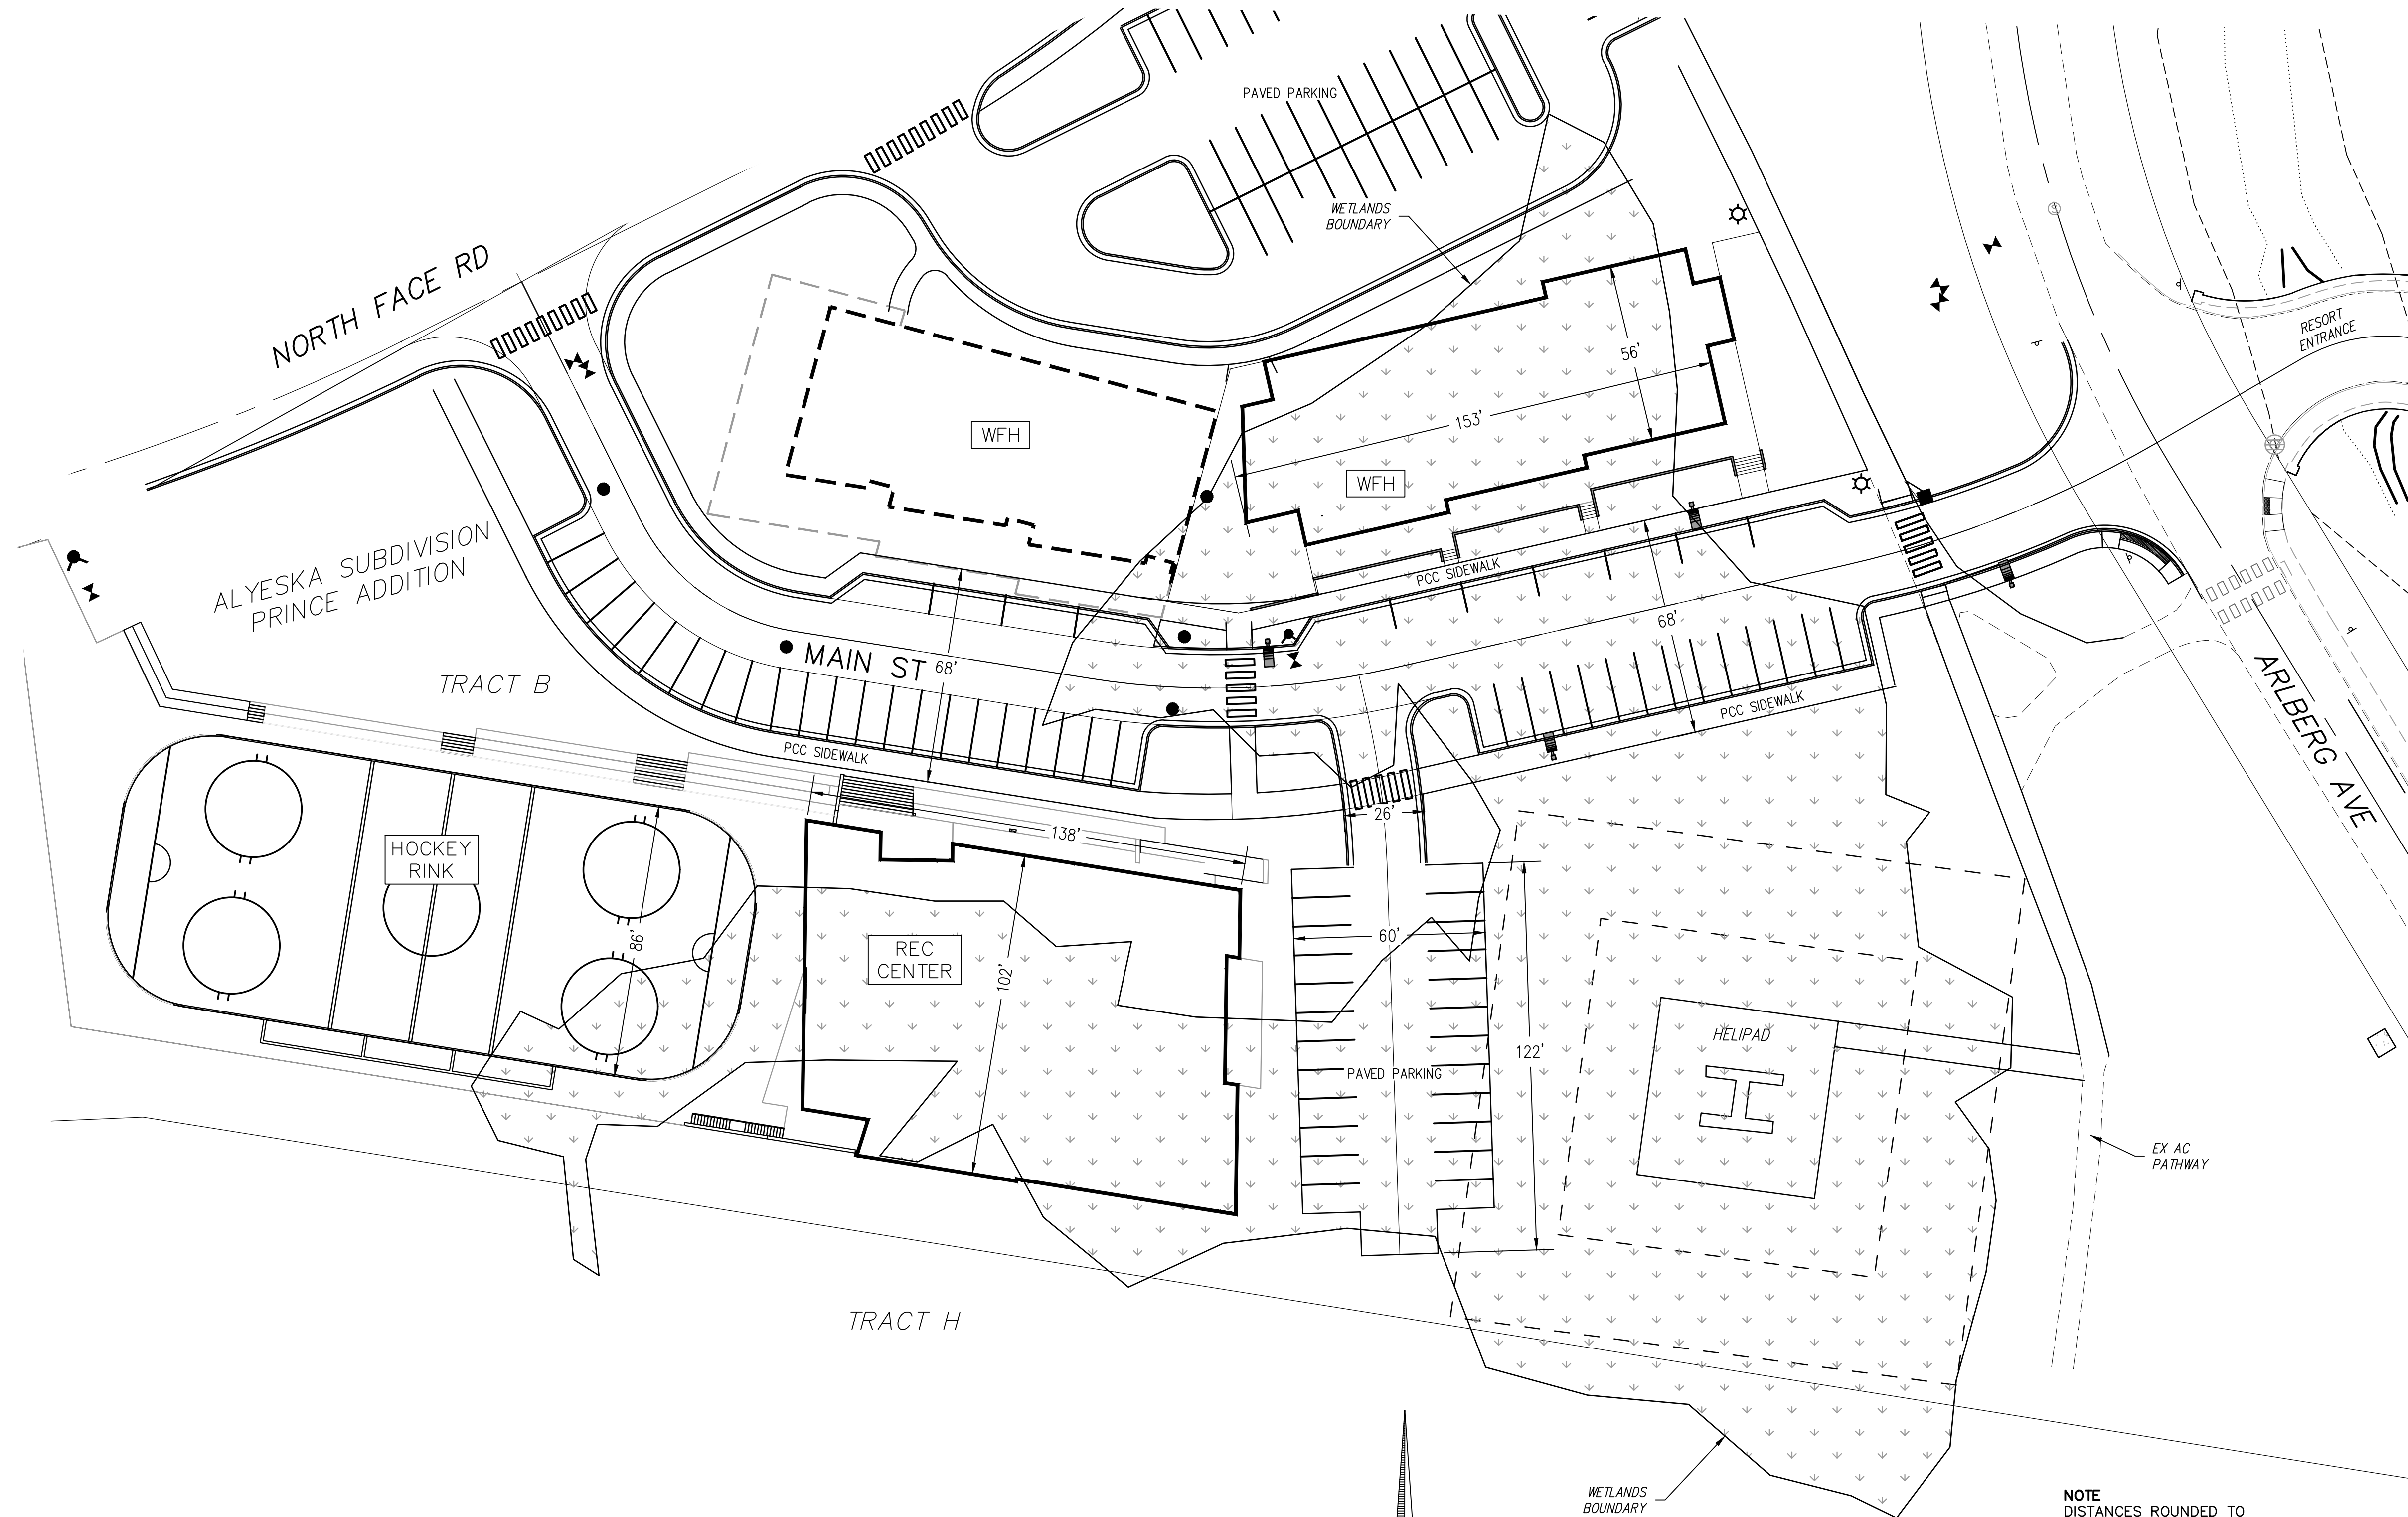 PAVED PARKING
WETLANDS
BOUNDARY
NORTH FACE RD
RESORT
ENTRANCE
56'
153'
WFH
WFH
ALYESKA SUBDIVISION
PRINCE ADDITION
PCC SIDEWALK
68'
MAIN ST
68'
TRACT B
PCC SIDEWALK
ARLBERG AVE
PCC SIDEWALK
138'
26'
HOCKEY
RINK
86'
REC
CENTER
102'
60'
HELIPAD
H
122'
PAVED PARKING
EX AC
PATHWAY
TRACT H
WETLANDS
BOUNDARY
NOTE
DISTANCES ROUNDED TO